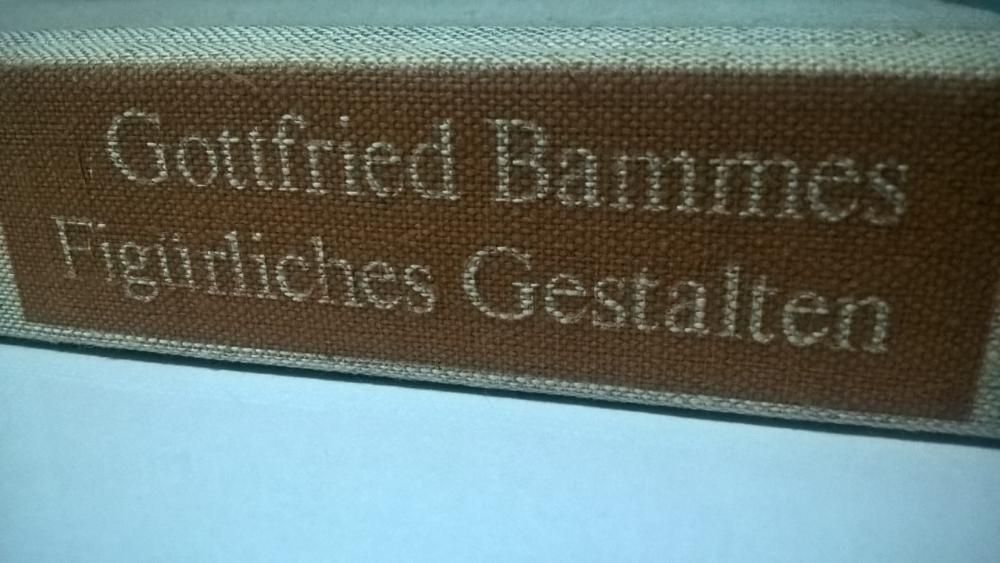 Gottfried Bammes
Figürliches Gestalten